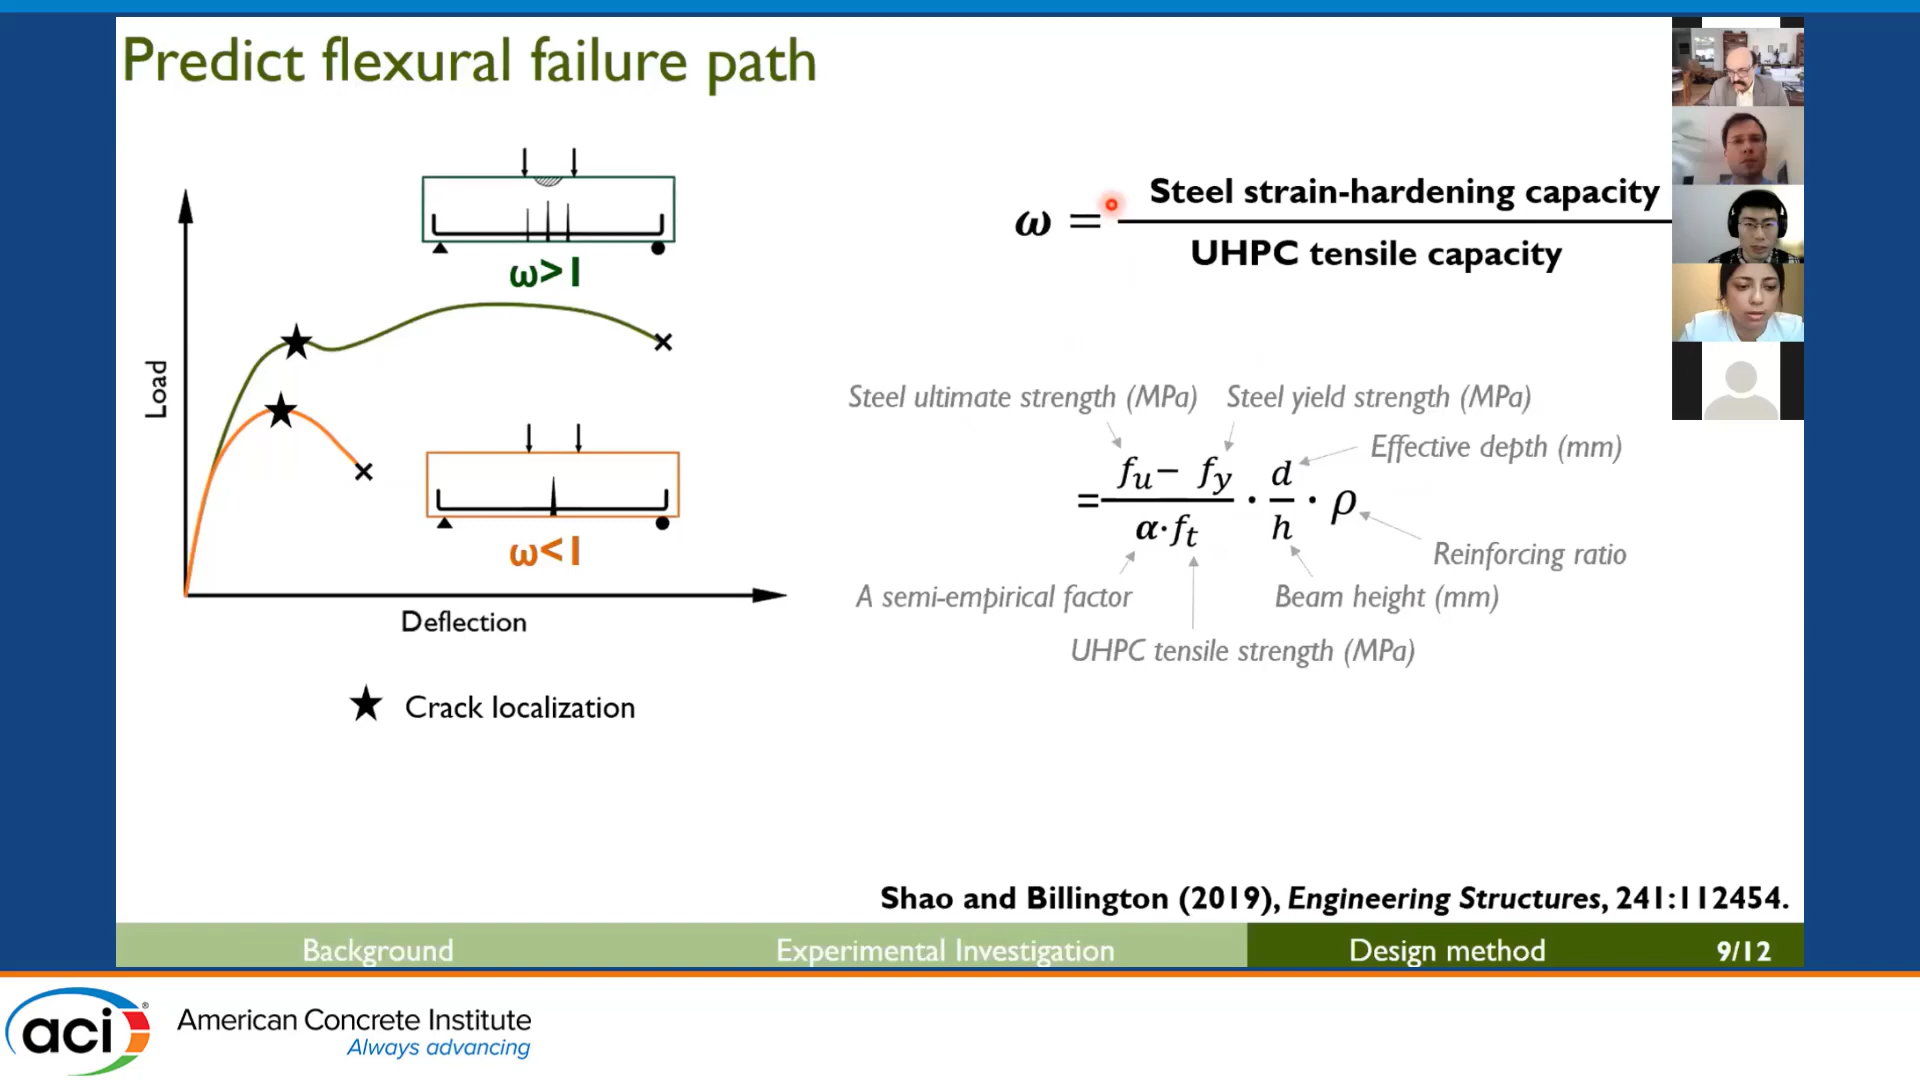 Predict flexural failure path
ω>1
Load
ω<1
Deflection
★ Crack localization
ω = Steel strain-hardening capacity
UHPC tensile capacity
Steel ultimate strength (MPa) Steel yield strength (MPa)
Effective depth (mm)
= fu − fy / α·ft · d / h · ρ
Reinforcing ratio
A semi-empirical factor
Beam height (mm)
UHPC tensile strength (MPa)
Shao and Billington (2019), Engineering Structures, 241:112454.
Background Experimental Investigation Design method 9/12
aci®
American Concrete Institute
Always advancing